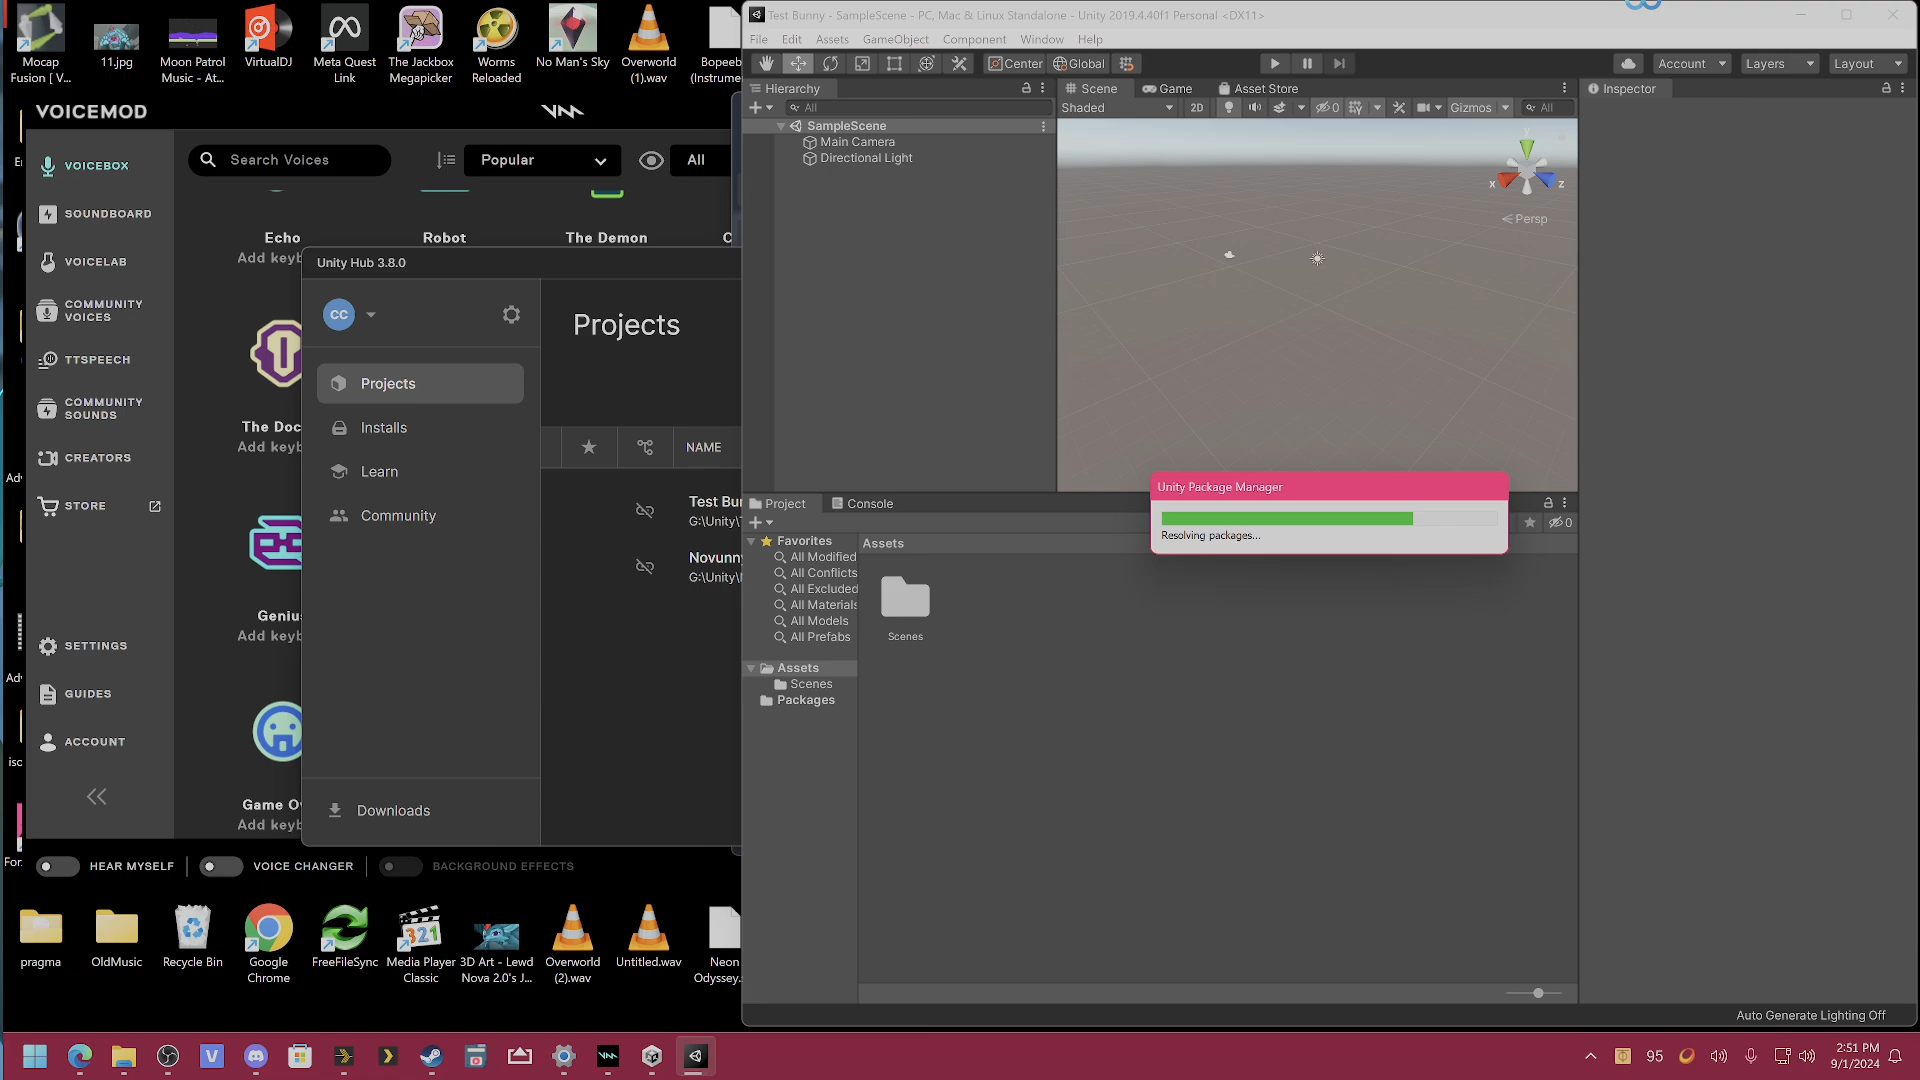 Mocap
Fusion [ V...
11.jpg
Moon Patrol
Music - At...
VirtualDJ
Meta Quest
Link
The Jackbox
Megapicker
Worms
Reloaded
No Man's Sky
Overworld
(1).wav
Bopeeb
(Instrume
VOICEMOD
VOICEBOX
SOUNDBOARD
VOICELAB
COMMUNITY
VOICES
TTSPEECH
COMMUNITY
SOUNDS
CREATORS
STORE
SETTINGS
GUIDES
ACCOUNT
Search Voices
Popular
All
Echo
Add keyb
Robot
The Demon
C
The Doc
Add keyb
Geniu
Add keyb
Game Ov
Add keyb
HEAR MYSELF
VOICE CHANGER
BACKGROUND EFFECTS
Unity Hub 3.8.0
CC
Projects
Installs
Learn
Community
Downloads
Projects
NAME
Test Bu
G:\Unity\
Novunn
G:\Unity\
Test Bunny - SampleScene - PC, Mac & Linux Standalone - Unity 2019.4.40f1 Personal <DX11>
File Edit Assets GameObject Component Window Help
Center Global
Account Layers Layout
Hierarchy
All
SampleScene
Main Camera
Directional Light
Scene Game Asset Store
Shaded 2D 0 Gizmos All
y
x z
Persp
Inspector
Project Console
0
Favorites
All Modified
All Conflicts
All Excluded
All Materials
All Models
All Prefabs
Assets
Scenes
Packages
Assets
Scenes
Unity Package Manager
Resolving packages...
Auto Generate Lighting Off
Adv
Adv
isc
For.
pragma
OldMusic
Recycle Bin
Google
Chrome
FreeFileSync
Media Player
Classic
3D Art - Lewd
Nova 2.0's J...
Overworld
(2).wav
Untitled.wav
Neon
Odyssey.
95
2:51 PM
9/1/2024